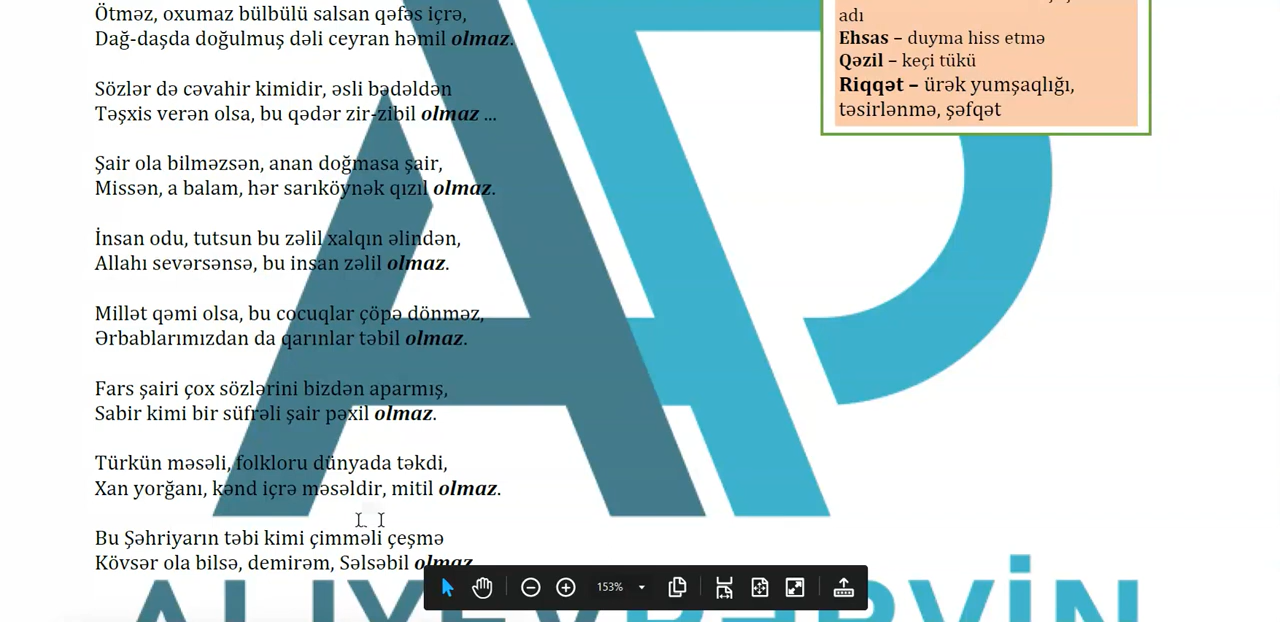 Ötməz, oxumaz bülbülü salsan qəfəs içrə,
Dağ-daşda doğulmuş dəli ceyran həmil olmaz.
Sözlər də cəvahir kimidir, əsli bədəldən
Təşxis verən olsa, bu qədər zir-zibil olmaz ...
Şair ola bilməzsən, anan doğmasa şair,
Missən, a balam, hər sarıköynək qızıl olmaz.
İnsan odu, tutsun bu zəlil xalqın əlindən,
Allahı sevərsənsə, bu insan zəlil olmaz.
Millət qəmi olsa, bu cocuqlar çöpə dönməz,
Ərbablarımızdan da qarınlar təbil olmaz.
Fars şairi çox sözlərini bizdən aparmış,
Sabir kimi bir süfrəli şair pəxil olmaz.
Türkün məsəli, folkloru dünyada təkdi,
Xan yorğanı, kənd içrə məsəldir, mitil olmaz.
Bu Şəhriyarın təbi kimi çimməli çeşmə
Kövsər ola bilsə, demirəm, Səlsəbil olmaz
adı
Ehsas – duyma hiss etmə
Qəzil – keçi tükü
Riqqət – ürək yumşaqlığı,
təsirlənmə, şəfqət
153%
ALIYEVPƏRVİN